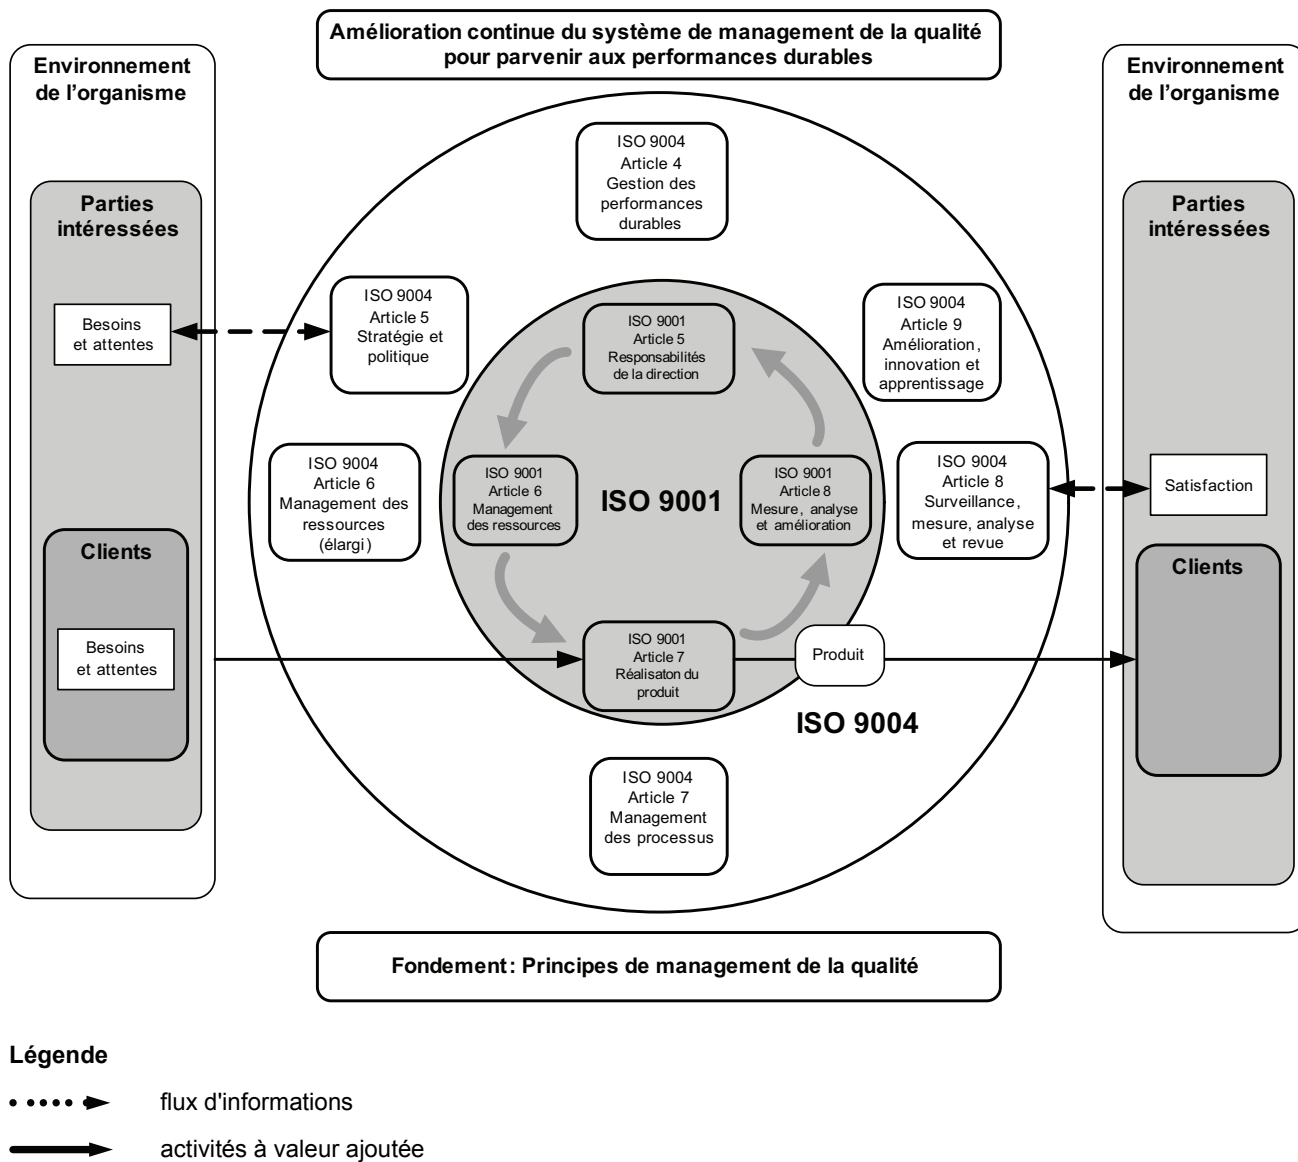 Amélioration continue du système de management de la qualité
pour parvenir aux performances durables
Environnement
de l'organisme
Parties
intéressées
Besoins
et attentes
Clients
Besoins
et attentes
ISO 9004
Article 4
Gestion des
performances
durables
ISO 9004
Article 5
Stratégie et
politique
ISO 9004
Article 6
Management des
ressources
(élargi)
ISO 9001
Article 5
Responsabilités
de la direction
ISO 9001
Article 6
Management
des ressources
ISO 9001
ISO 9001
Article 8
Mesure, analyse
et amélioration
ISO 9001
Article 7
Réalisaton du
produit
Produit
ISO 9004
ISO 9004
Article 9
Amélioration,
innovation et
apprentissage
ISO 9004
Article 8
Surveillance,
mesure, analyse
et revue
ISO 9004
Article 7
Management
des processus
Environnement
de l'organisme
Parties
intéressées
Satisfaction
Clients
Fondement: Principes de management de la qualité
Légende
flux d'informations
activités à valeur ajoutée